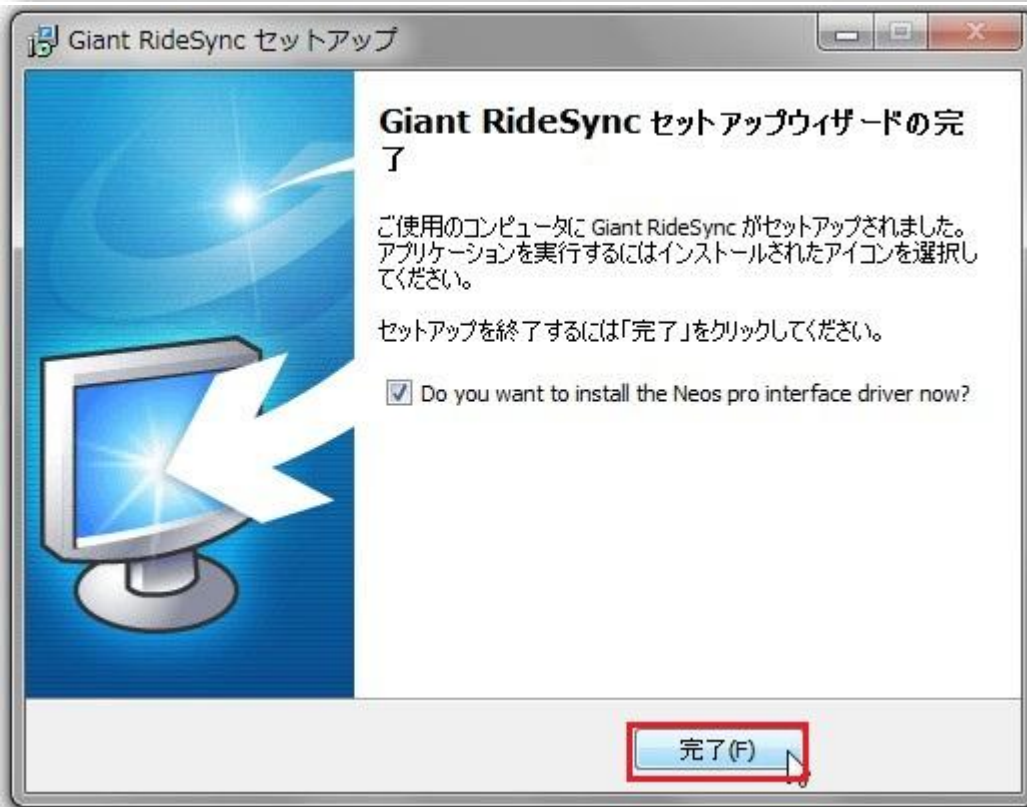 Giant RideSync セットアップ
Giant RideSync セットアップウィザードの完
了
ご使用のコンピュータに Giant RideSync がセットアップされました。
アプリケーションを実行するにはインストールされたアイコンを選択し
てください。
セットアップを終了するには「完了」をクリックしてください。
Do you want to install the Neos pro interface driver now?
完了(F)